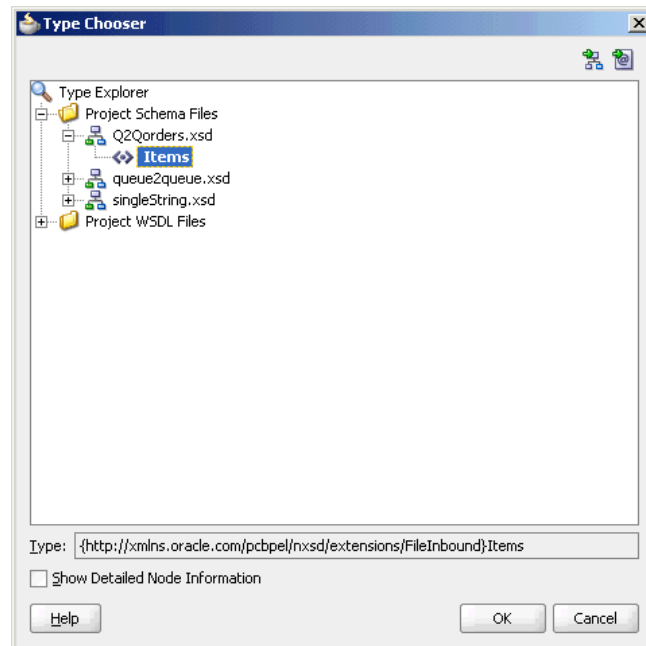 Type Chooser
Type Explorer
Project Schema Files
Q2Qorders.xsd
Items
queue2queue.xsd
singleString.xsd
Project WSDL Files
Type: {http://xmlns.oracle.com/pcbpel/nxsd/extensions/FileInbound}Items
Show Detailed Node Information
Help OK Cancel